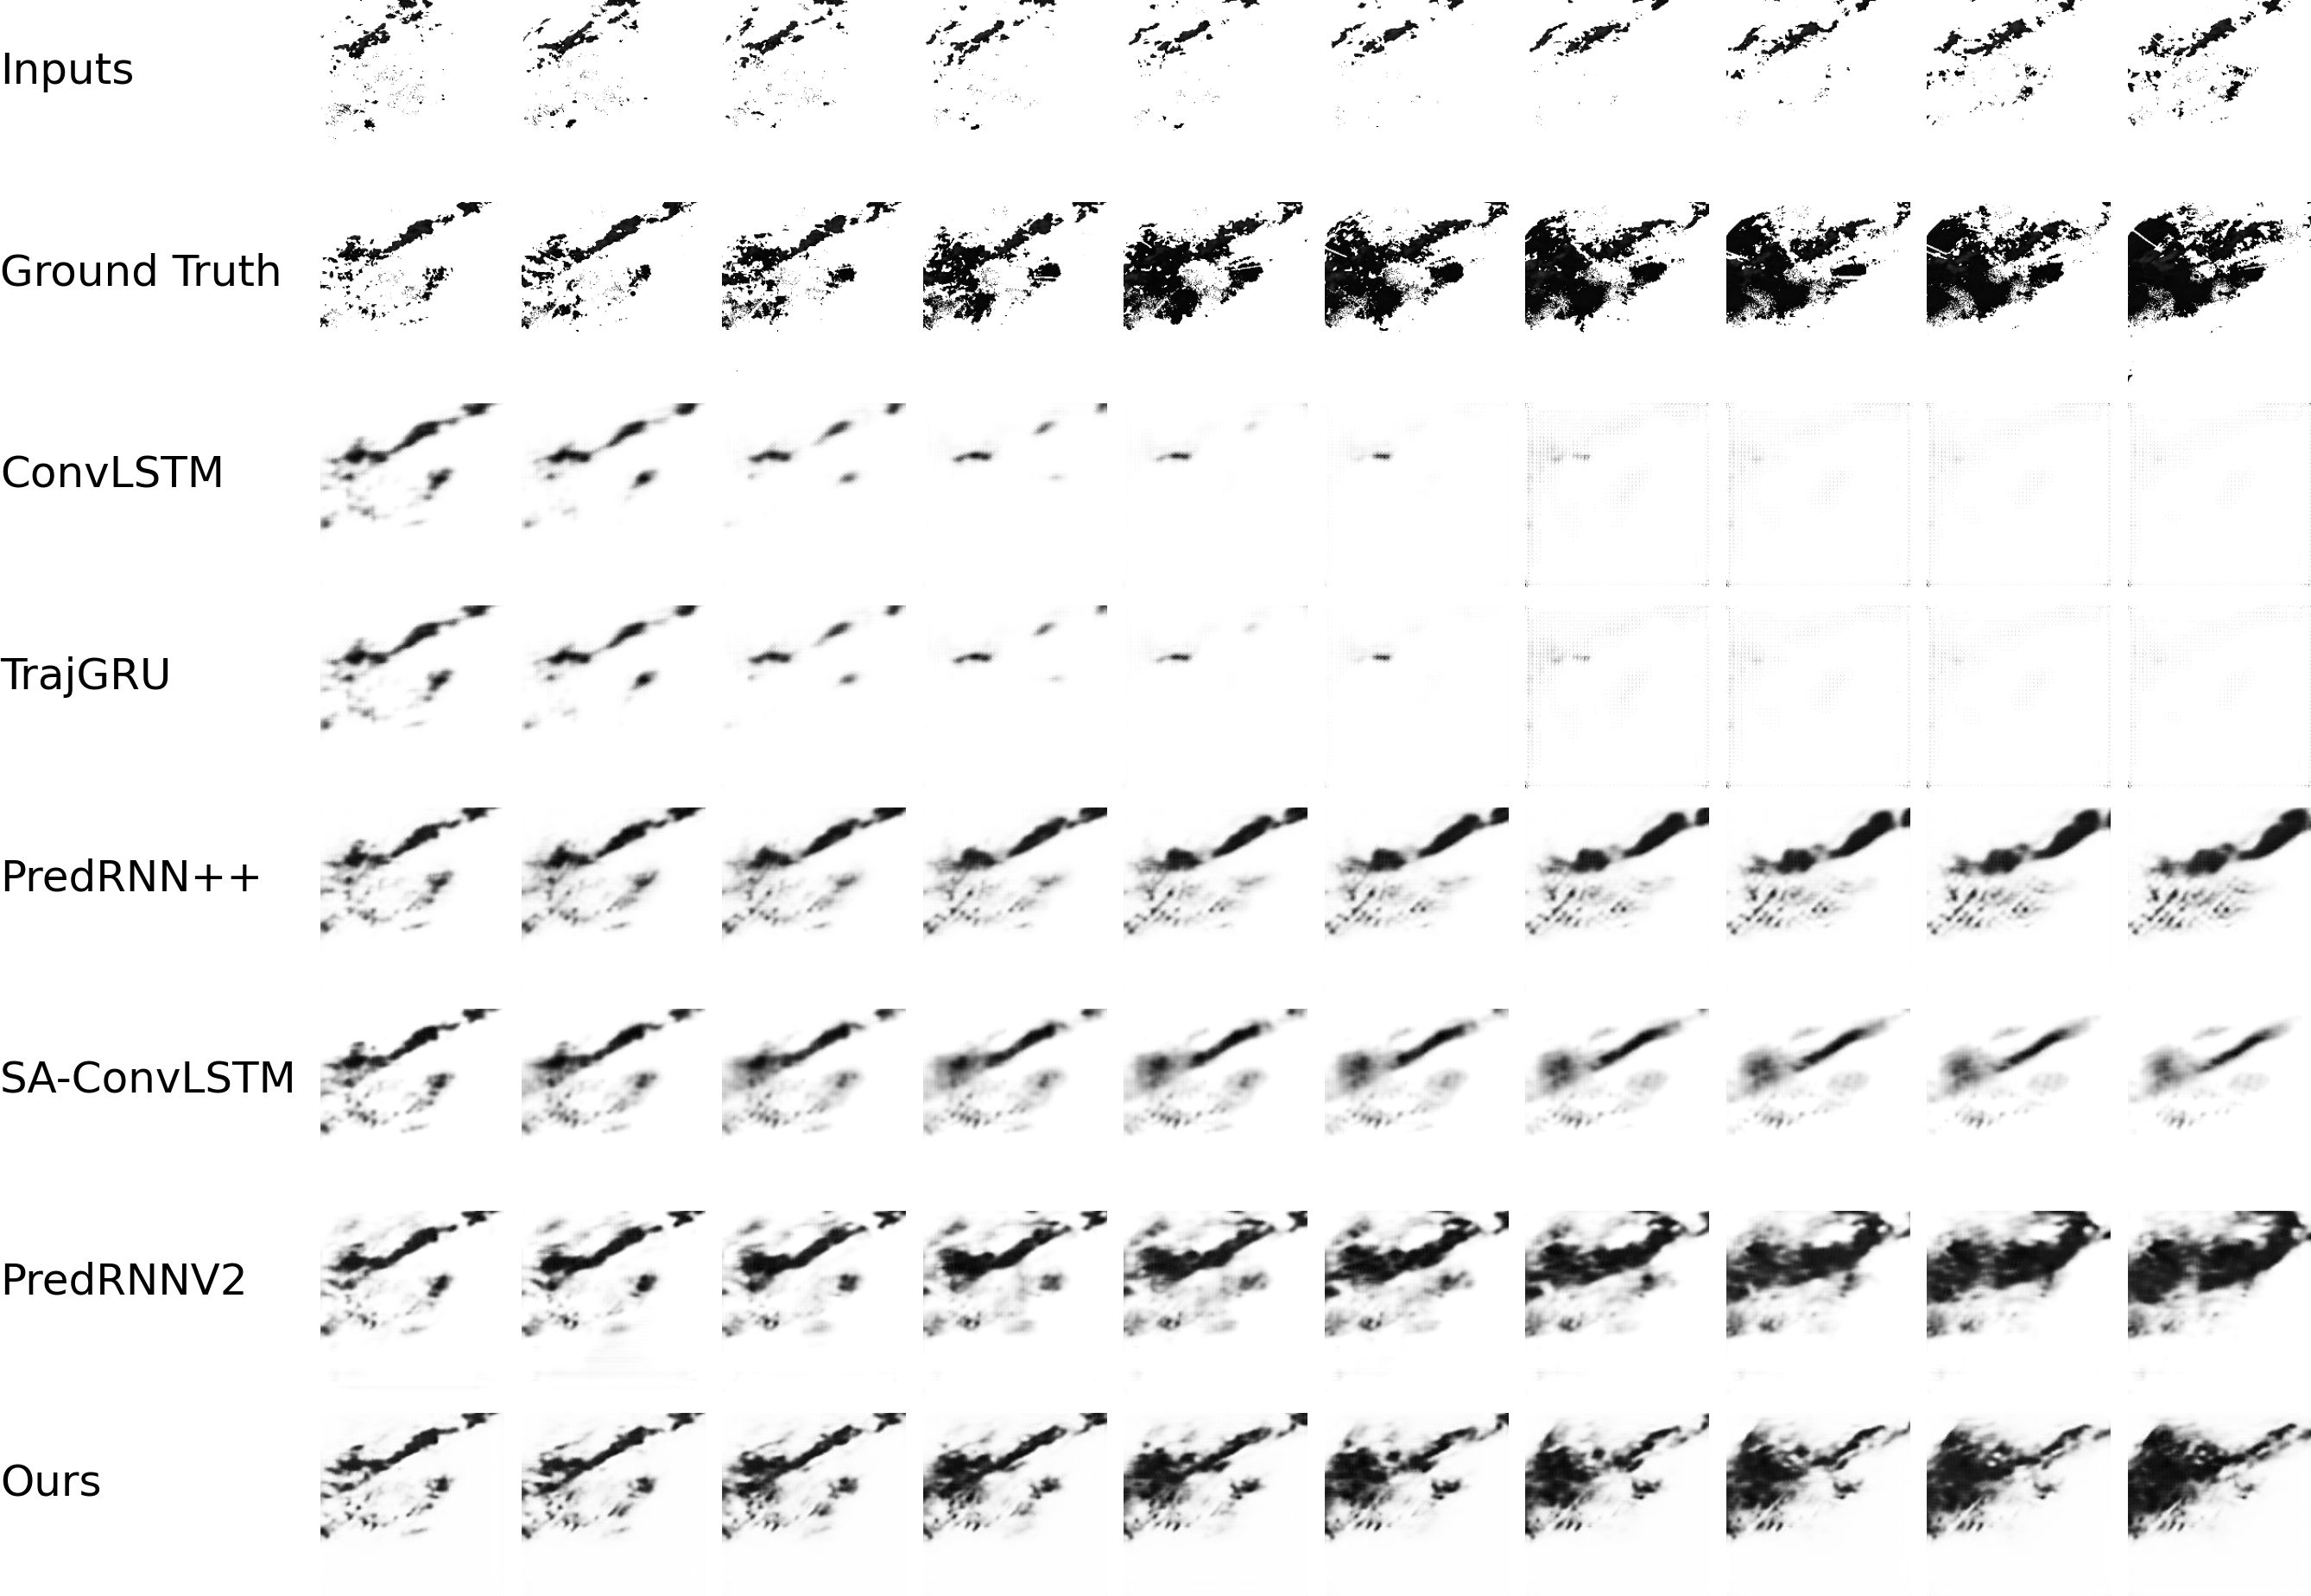 Inputs
Ground Truth
ConvLSTM
TrajGRU
PredRNN++
SA-ConvLSTM
PredRNNV2
Ours